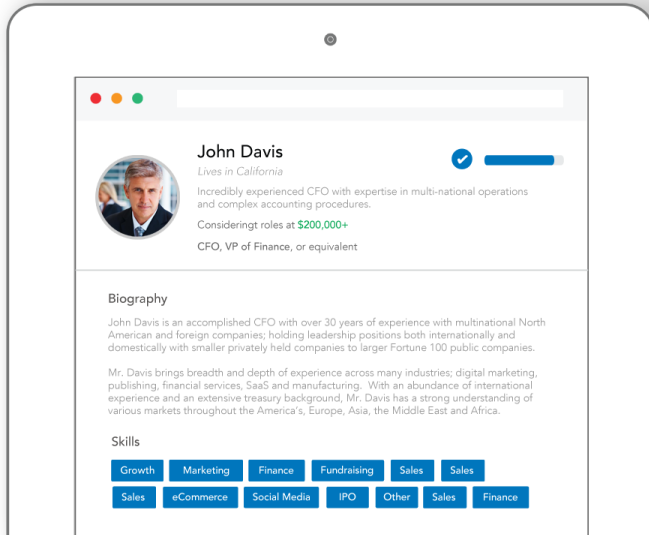 John Davis
Lives in California
Incredibly experienced CFO with expertise in multi-national operations
and complex accounting procedures.
Consideringt roles at $200,000+
CFO, VP of Finance, or equivalent
Biography
John Davis is an accomplished CFO with over 30 years of experience with multinational North
American and foreign companies; holding leadership positions both internationally and
domestically with smaller privately held companies to larger Fortune 100 public companies.
Mr. Davis brings breadth and depth of experience across many industries; digital marketing,
publishing, financial services, SaaS and manufacturing. With an abundance of international
experience and an extensive treasury background, Mr. Davis has a strong understanding of
various markets throughout the America's, Europe, Asia, the Middle East and Africa.
Skills
Growth Marketing Finance Fundraising Sales Sales
Sales eCommerce Social Media IPO Other Sales Finance